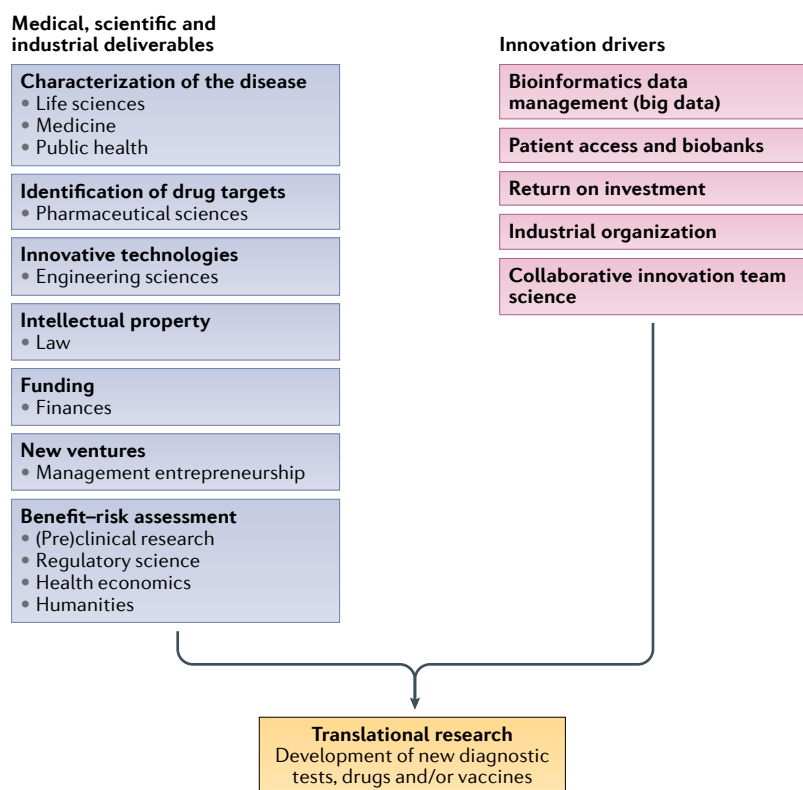 Medical, scientific and
industrial deliverables
Characterization of the disease
• Life sciences
• Medicine
• Public health
Identification of drug targets
• Pharmaceutical sciences
Innovative technologies
• Engineering sciences
Intellectual property
• Law
Funding
• Finances
New ventures
• Management entrepreneurship
Benefit–risk assessment
• (Pre)clinical research
• Regulatory science
• Health economics
• Humanities
Innovation drivers
Bioinformatics data
management (big data)
Patient access and biobanks
Return on investment
Industrial organization
Collaborative innovation team
science
Translational research
Development of new diagnostic
tests, drugs and/or vaccines